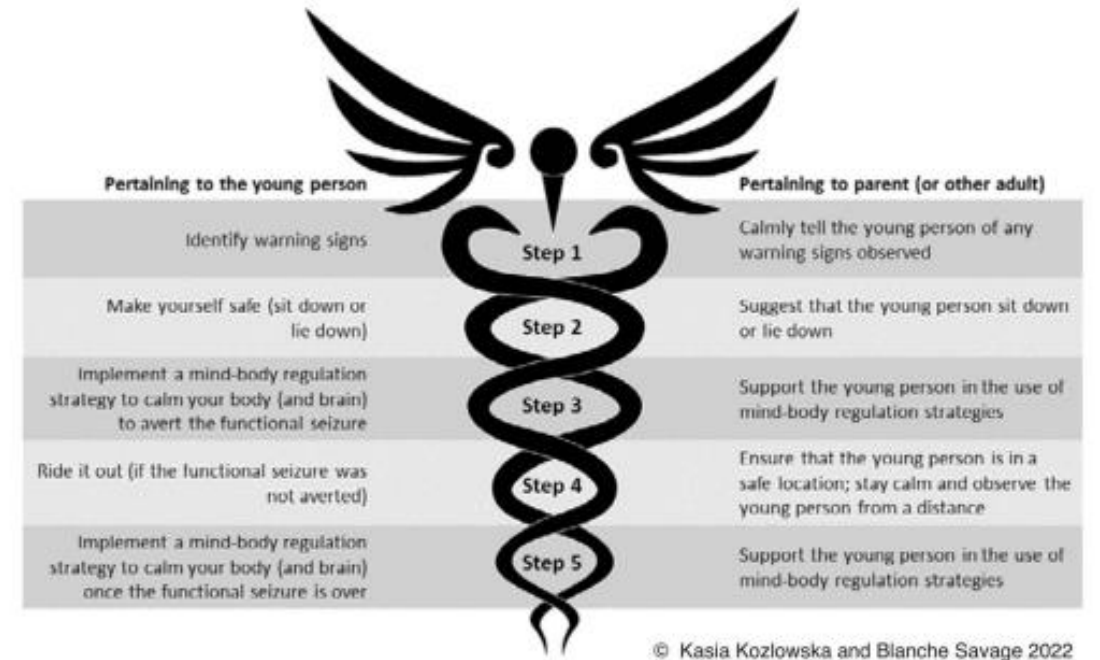 Pertaining to the young person
Pertaining to parent (or other adult)
Identify warning signs
Step 1
Calmly tell the young person of any
warning signs observed
Make yourself safe (sit down or
lie down)
Step 2
Suggest that the young person sit down
or lie down
Implement a mind-body regulation
strategy to calm your body (and brain)
to avert the functional seizure
Step 3
Support the young person in the use of
mind-body regulation strategies
Ride it out (if the functional seizure was
not averted)
Step 4
Ensure that the young person is in a
safe location; stay calm and observe the
young person from a distance
Implement a mind-body regulation
strategy to calm your body (and brain)
once the functional seizure is over
Step 5
Support the young person in the use of
mind-body regulation strategies
© Kasia Kozlowska and Blanche Savage 2022